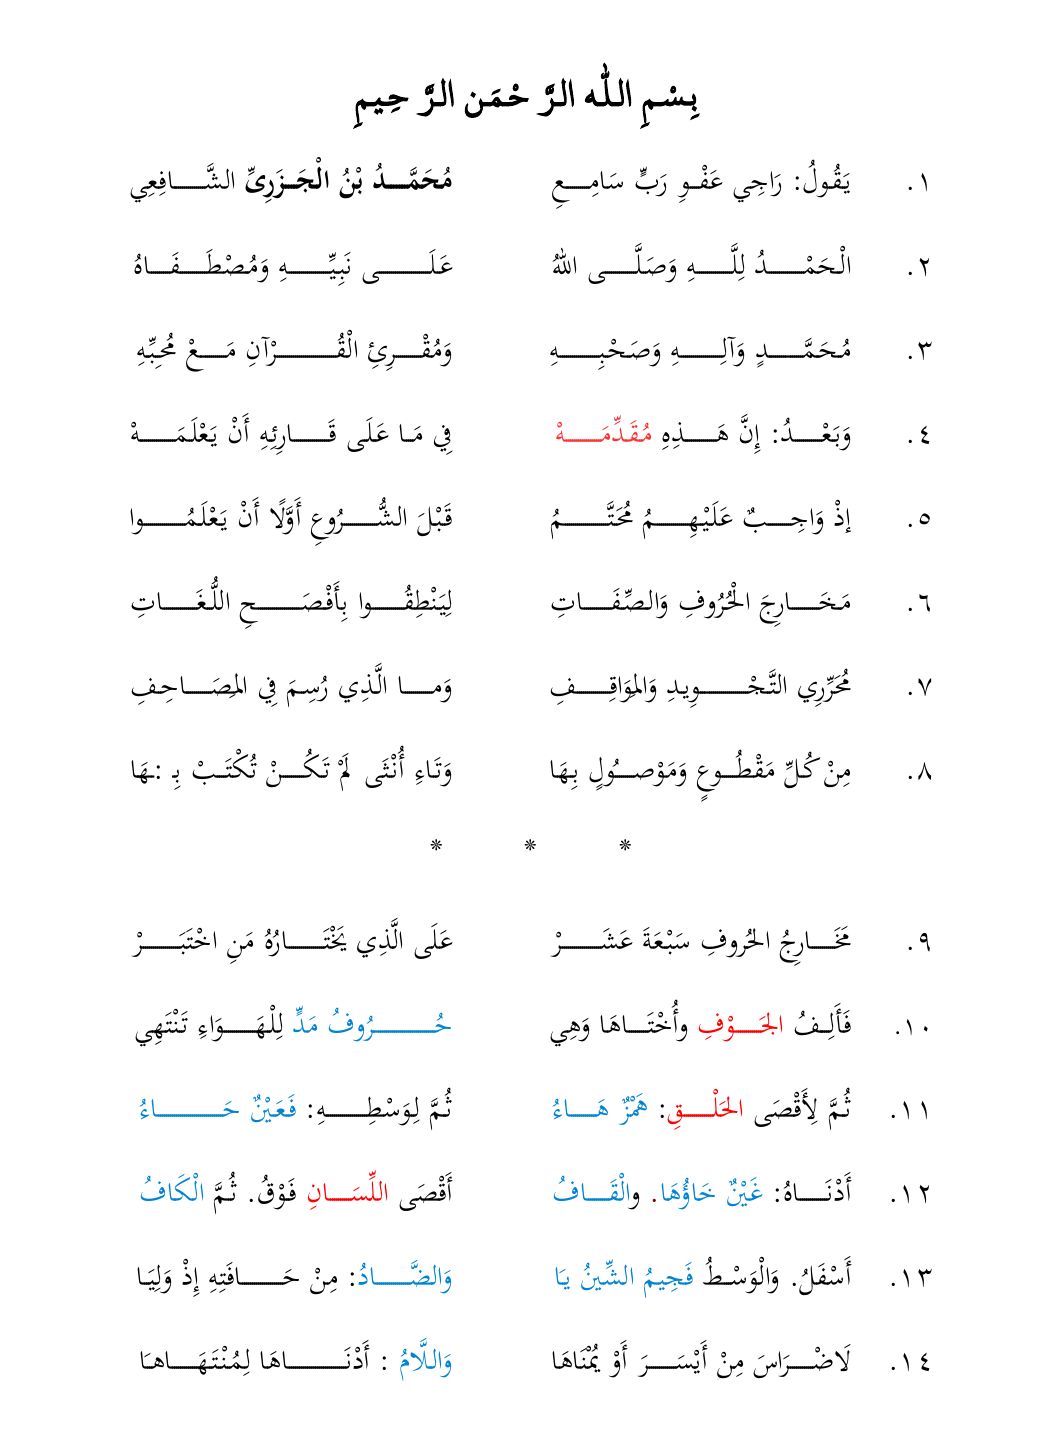 بِسْمِ اللّٰه الرَّحْمَن الرَّحِيمِ
١. يَقُولُ: رَاجِي عَفْوِ رَبٍّ سَامِعِ مُحَمَّدُ بْنُ الْجَزَرِيِّ الشَّافِعِي
٢. الْحَمْدُ لِلَّهِ وَصَلَّى اللهُ عَلَى نَبِيِّهِ وَمُصْطَفَاهُ
٣. مُحَمَّدٍ وَآلِهِ وَصَحْبِهِ وَمُقْرِئِ الْقُرْآنِ مَعْ مُحِبِّهِ
٤. وَبَعْدُ: إِنَّ هَذِهِ مُقَدِّمَهْ فِي مَا عَلَى قَارِئِهِ أَنْ يَعْلَمَهْ
٥. إذْ وَاجِبٌ عَلَيْهِمُ مُحَتَّمُ قَبْلَ الشُّرُوعِ أَوَّلًا أَنْ يَعْلَمُوا
٦. مَخَارِجَ الْحُرُوفِ وَالصِّفَاتِ لِيَنْطِقُوا بِأَفْصَحِ اللُّغَاتِ
٧. مُحَرِّرِي التَّجْوِيدِ وَالمِوَاقِفِ وَما الَّذِي رُسِمَ فِي المِصَاحِفِ
٨. مِنْ كُلِّ مَقْطُوعٍ وَمَوْصُولٍ بِهَا وَتَاءِ أُنْثَى لَمْ تَكُنْ تُكْتَبْ بِـ :ـهَا
* * *
٩. مَخَارِجُ الحُروفِ سَبْعَةَ عَشَرْ عَلَى الَّذِي يَخْتَارُهُ مَنِ اخْتَبَرْ
١٠. فَأَلِفُ الجَوْفِ وأُخْتَاهَا وَهِي حُرُوفُ مَدٍّ لِلْهَوَاءِ تَنْتَهِي
١١. ثُمَّ لِأَقْصَى الحَلْقِ: هَمْزٌ هَاءُ ثُمَّ لِوَسْطِهِ: فَعَيْنٌ حَاءُ
١٢. أَدْنَاهُ: غَيْنٌ خَاؤُهَا. والْقَافُ أَقْصَى اللِّسَانِ فَوْقُ. ثُمَّ الْكَافُ
١٣. أَسْفَلُ. وَالْوَسْطُ فَجِيمُ الشِّينُ يَا وَالضَّادُ: مِنْ حَافَتِهِ إِذْ وَلِيَا
١٤. لَاضْرَاسَ مِنْ أَيْسَرَ أَوْ يُمْنَاهَا وَاللَّامُ : أَدْنَاهَا لِمُنْتَهَاهَا